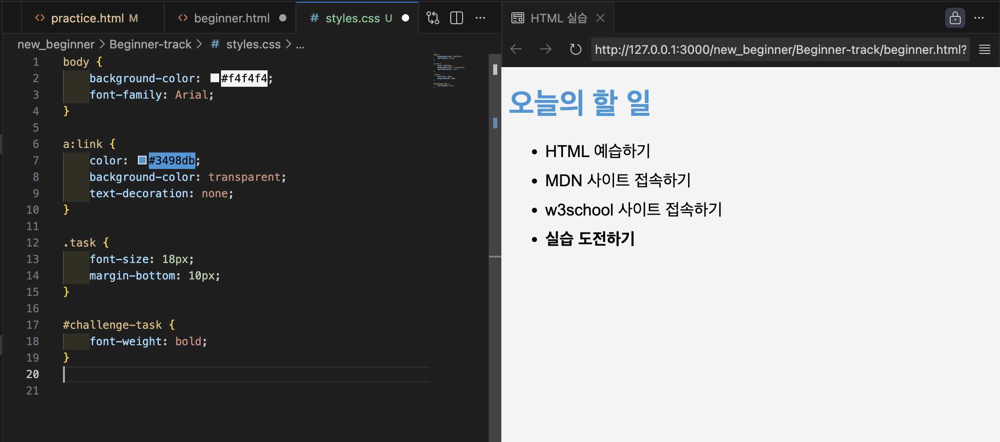 practice.html M
beginner.html
# styles.css U
new_beginner > Beginner-track > # styles.css > ...
1 body {
2 background-color: #f4f4f4;
3 font-family: Arial;
4 }
5
6 a:link {
7 color: #3498db;
8 background-color: transparent;
9 text-decoration: none;
10 }
11
12 .task {
13 font-size: 18px;
14 margin-bottom: 10px;
15 }
16
17 #challenge-task {
18 font-weight: bold;
19 }
20
21
HTML 실습
http://127.0.0.1:3000/new_beginner/Beginner-track/beginner.html?
오늘의 할 일
• HTML 예습하기
• MDN 사이트 접속하기
• w3school 사이트 접속하기
• 실습 도전하기